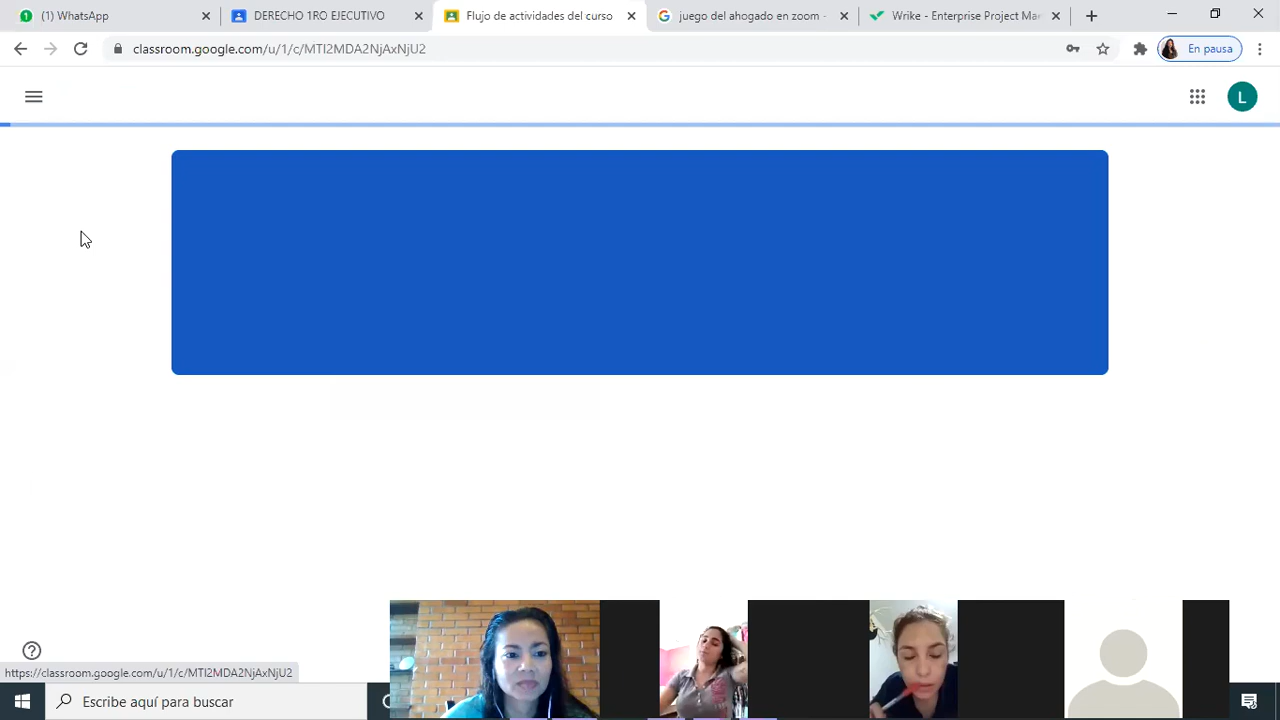 (1) WhatsApp
DERECHO 1RO EJECUTIVO
Flujo de actividades del curso
juego del ahogado en zoom -
Wrike - Enterprise Project Ma
classroom.google.com/u/1/c/MTI2MDA2NjAxNjU2
En pausa
L
https://classroom.google.com/u/1/c/MTI2MDA2NjAxNjU2
Escribe aquí para buscar